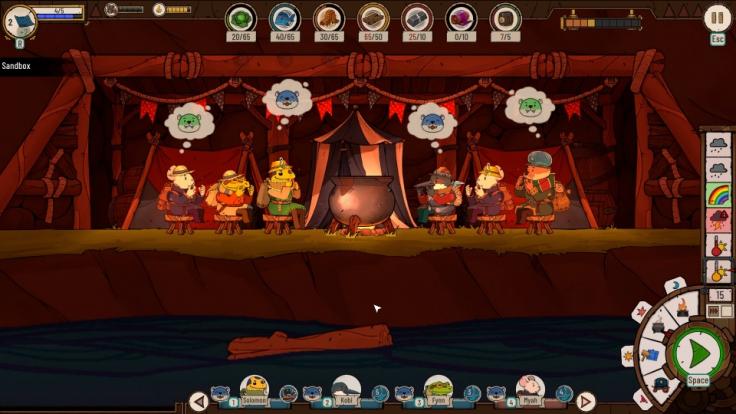 2
4/5
R
20/65
40/65
30/65
65/50
25/10
0/10
7/5
Esc
Sandbox
15
Space
1 Solomon
2 Kobi
3 Fynn
4 Myah